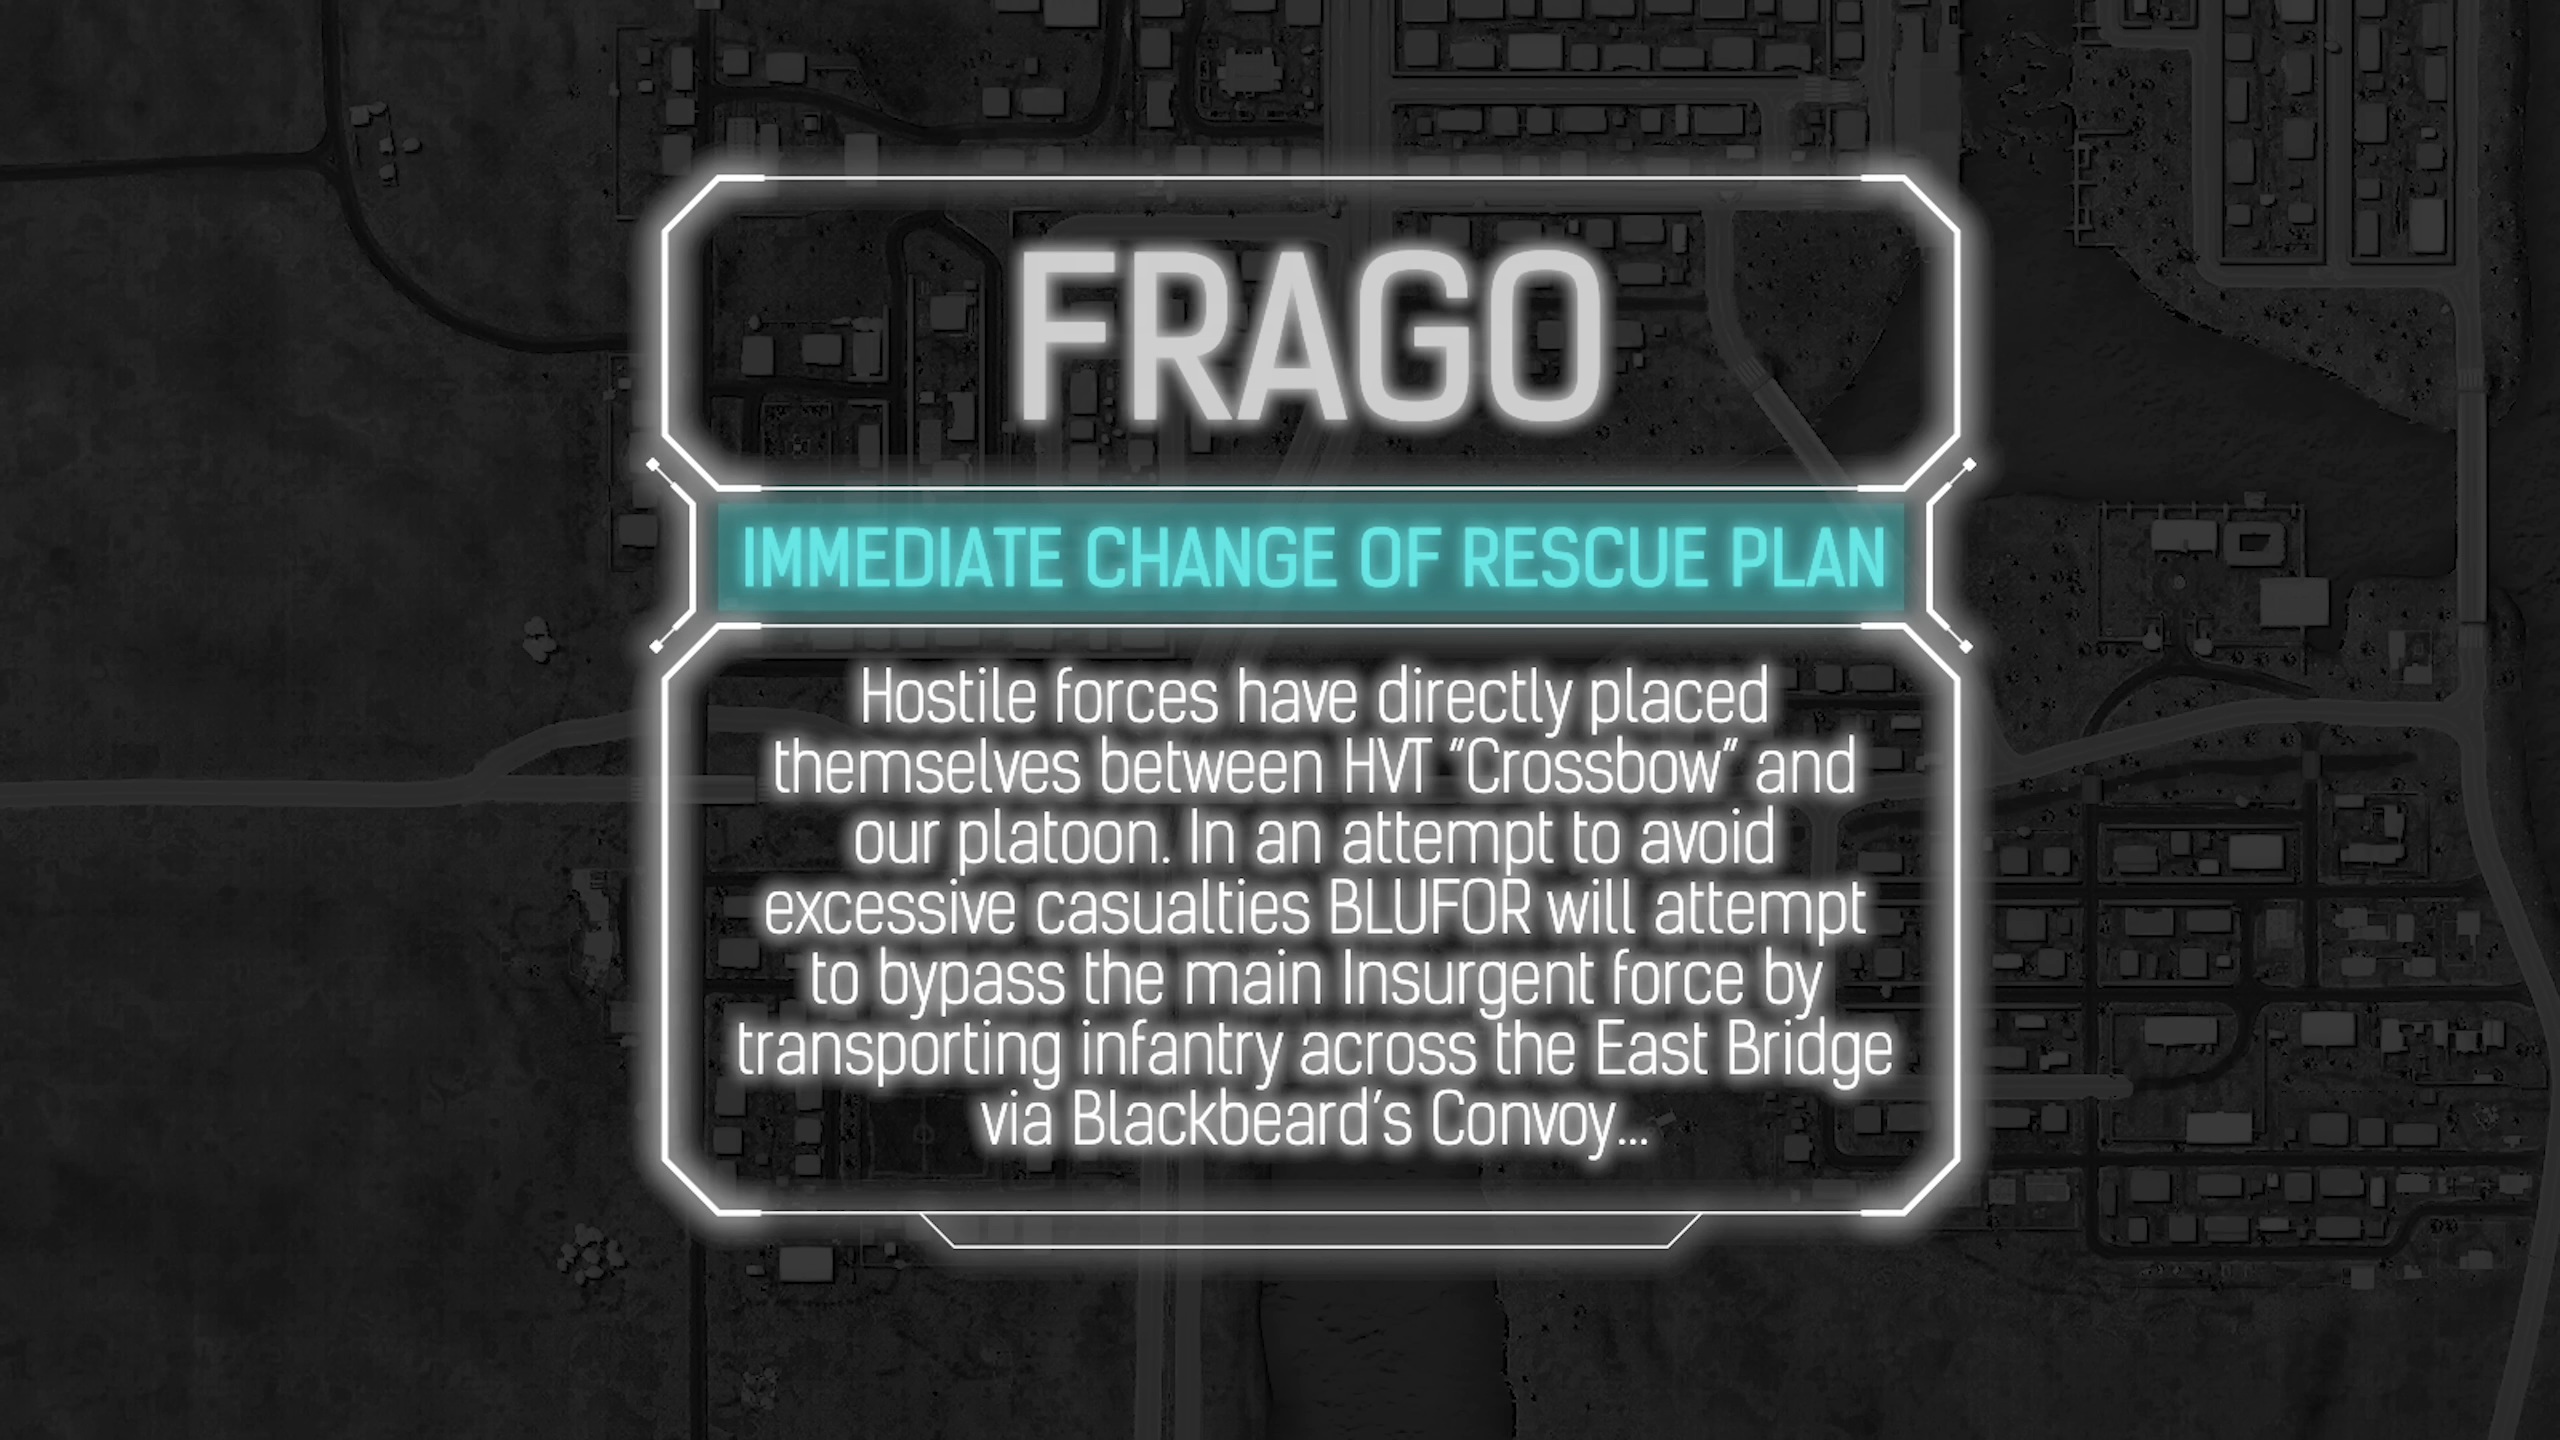 FRAGO
IMMEDIATE CHANGE OF RESCUE PLAN
Hostile forces have directly placed
themselves between HVT “Crossbow” and
our platoon. In an attempt to avoid
excessive casualties BLUFOR will attempt
to bypass the main Insurgent force by
transporting infantry across the East Bridge
via Blackbeard’s Convoy...